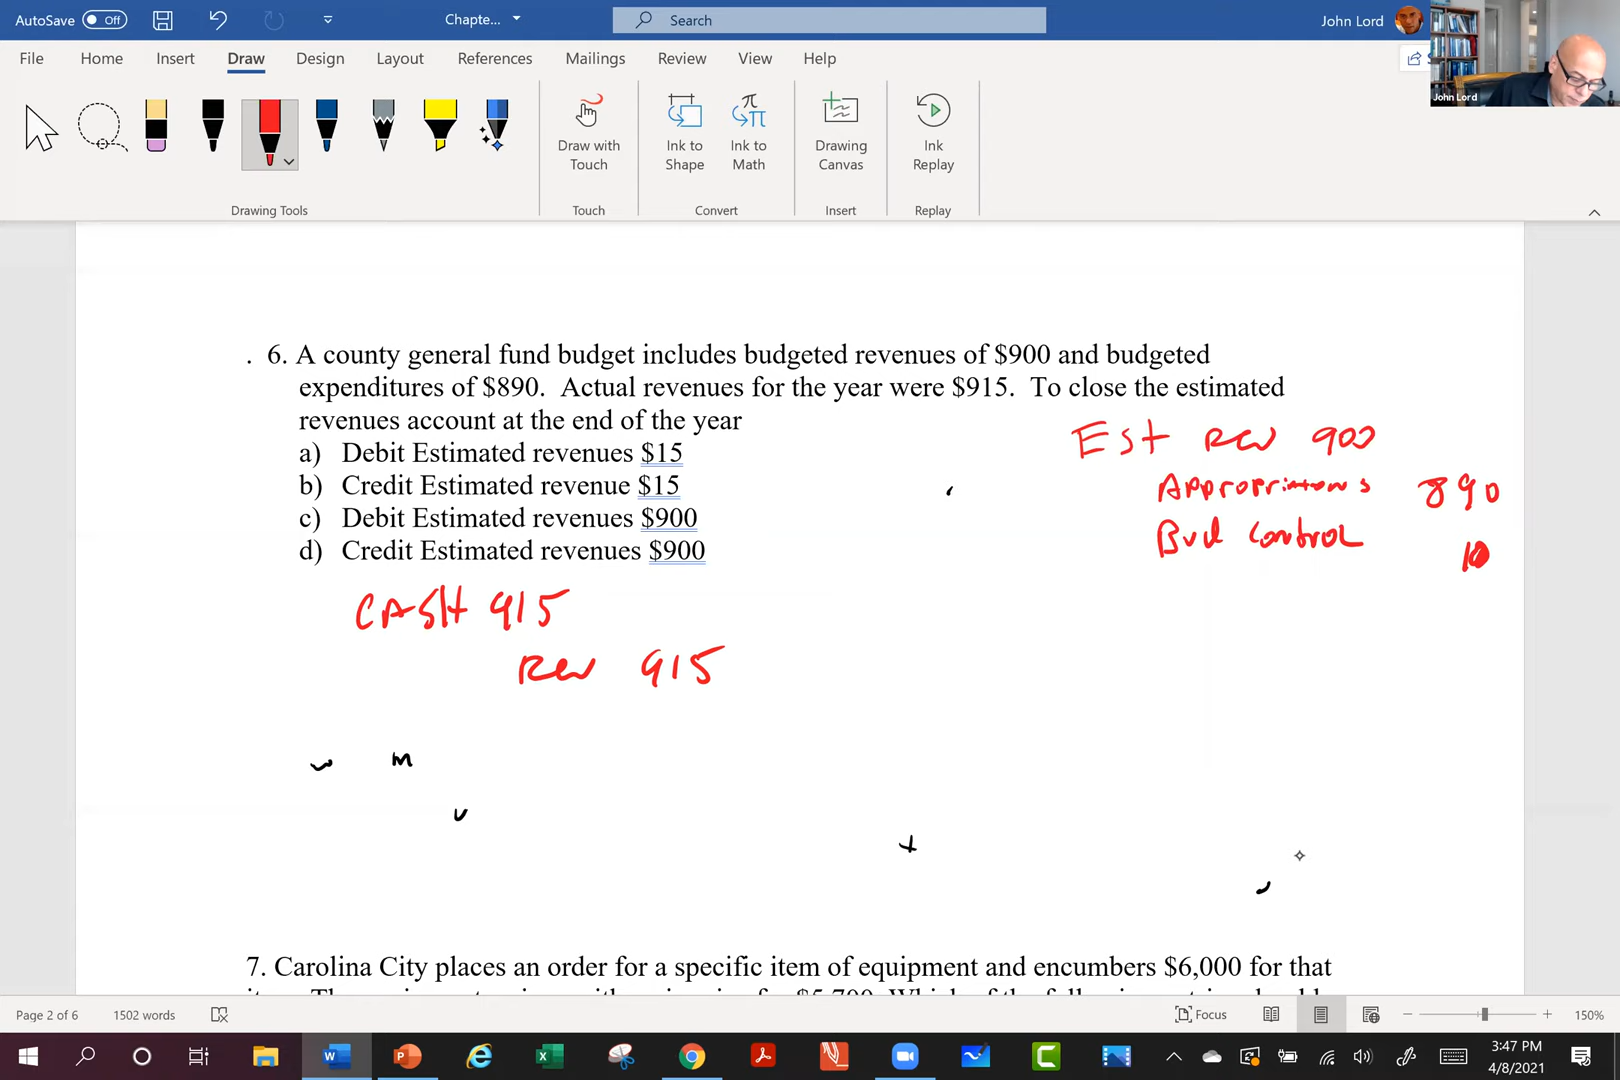 AutoSave Off Chapte... Search John Lord
File Home Insert Draw Design Layout References Mailings Review View Help
John Lord
Draw with Touch
Ink to Shape
Ink to Math
Drawing Canvas
Ink Replay
Drawing Tools Touch Convert Insert Replay
. 6. A county general fund budget includes budgeted revenues of $900 and budgeted
expenditures of $890. Actual revenues for the year were $915. To close the estimated
revenues account at the end of the year
a) Debit Estimated revenues $15
b) Credit Estimated revenue $15
c) Debit Estimated revenues $900
d) Credit Estimated revenues $900
Est Rev 900
Appropriations 890
Bud Control 10
CASH 915
Rev 915
7. Carolina City places an order for a specific item of equipment and encumbers $6,000 for that
Page 2 of 6 1502 words Focus 150%
3:47 PM
4/8/2021